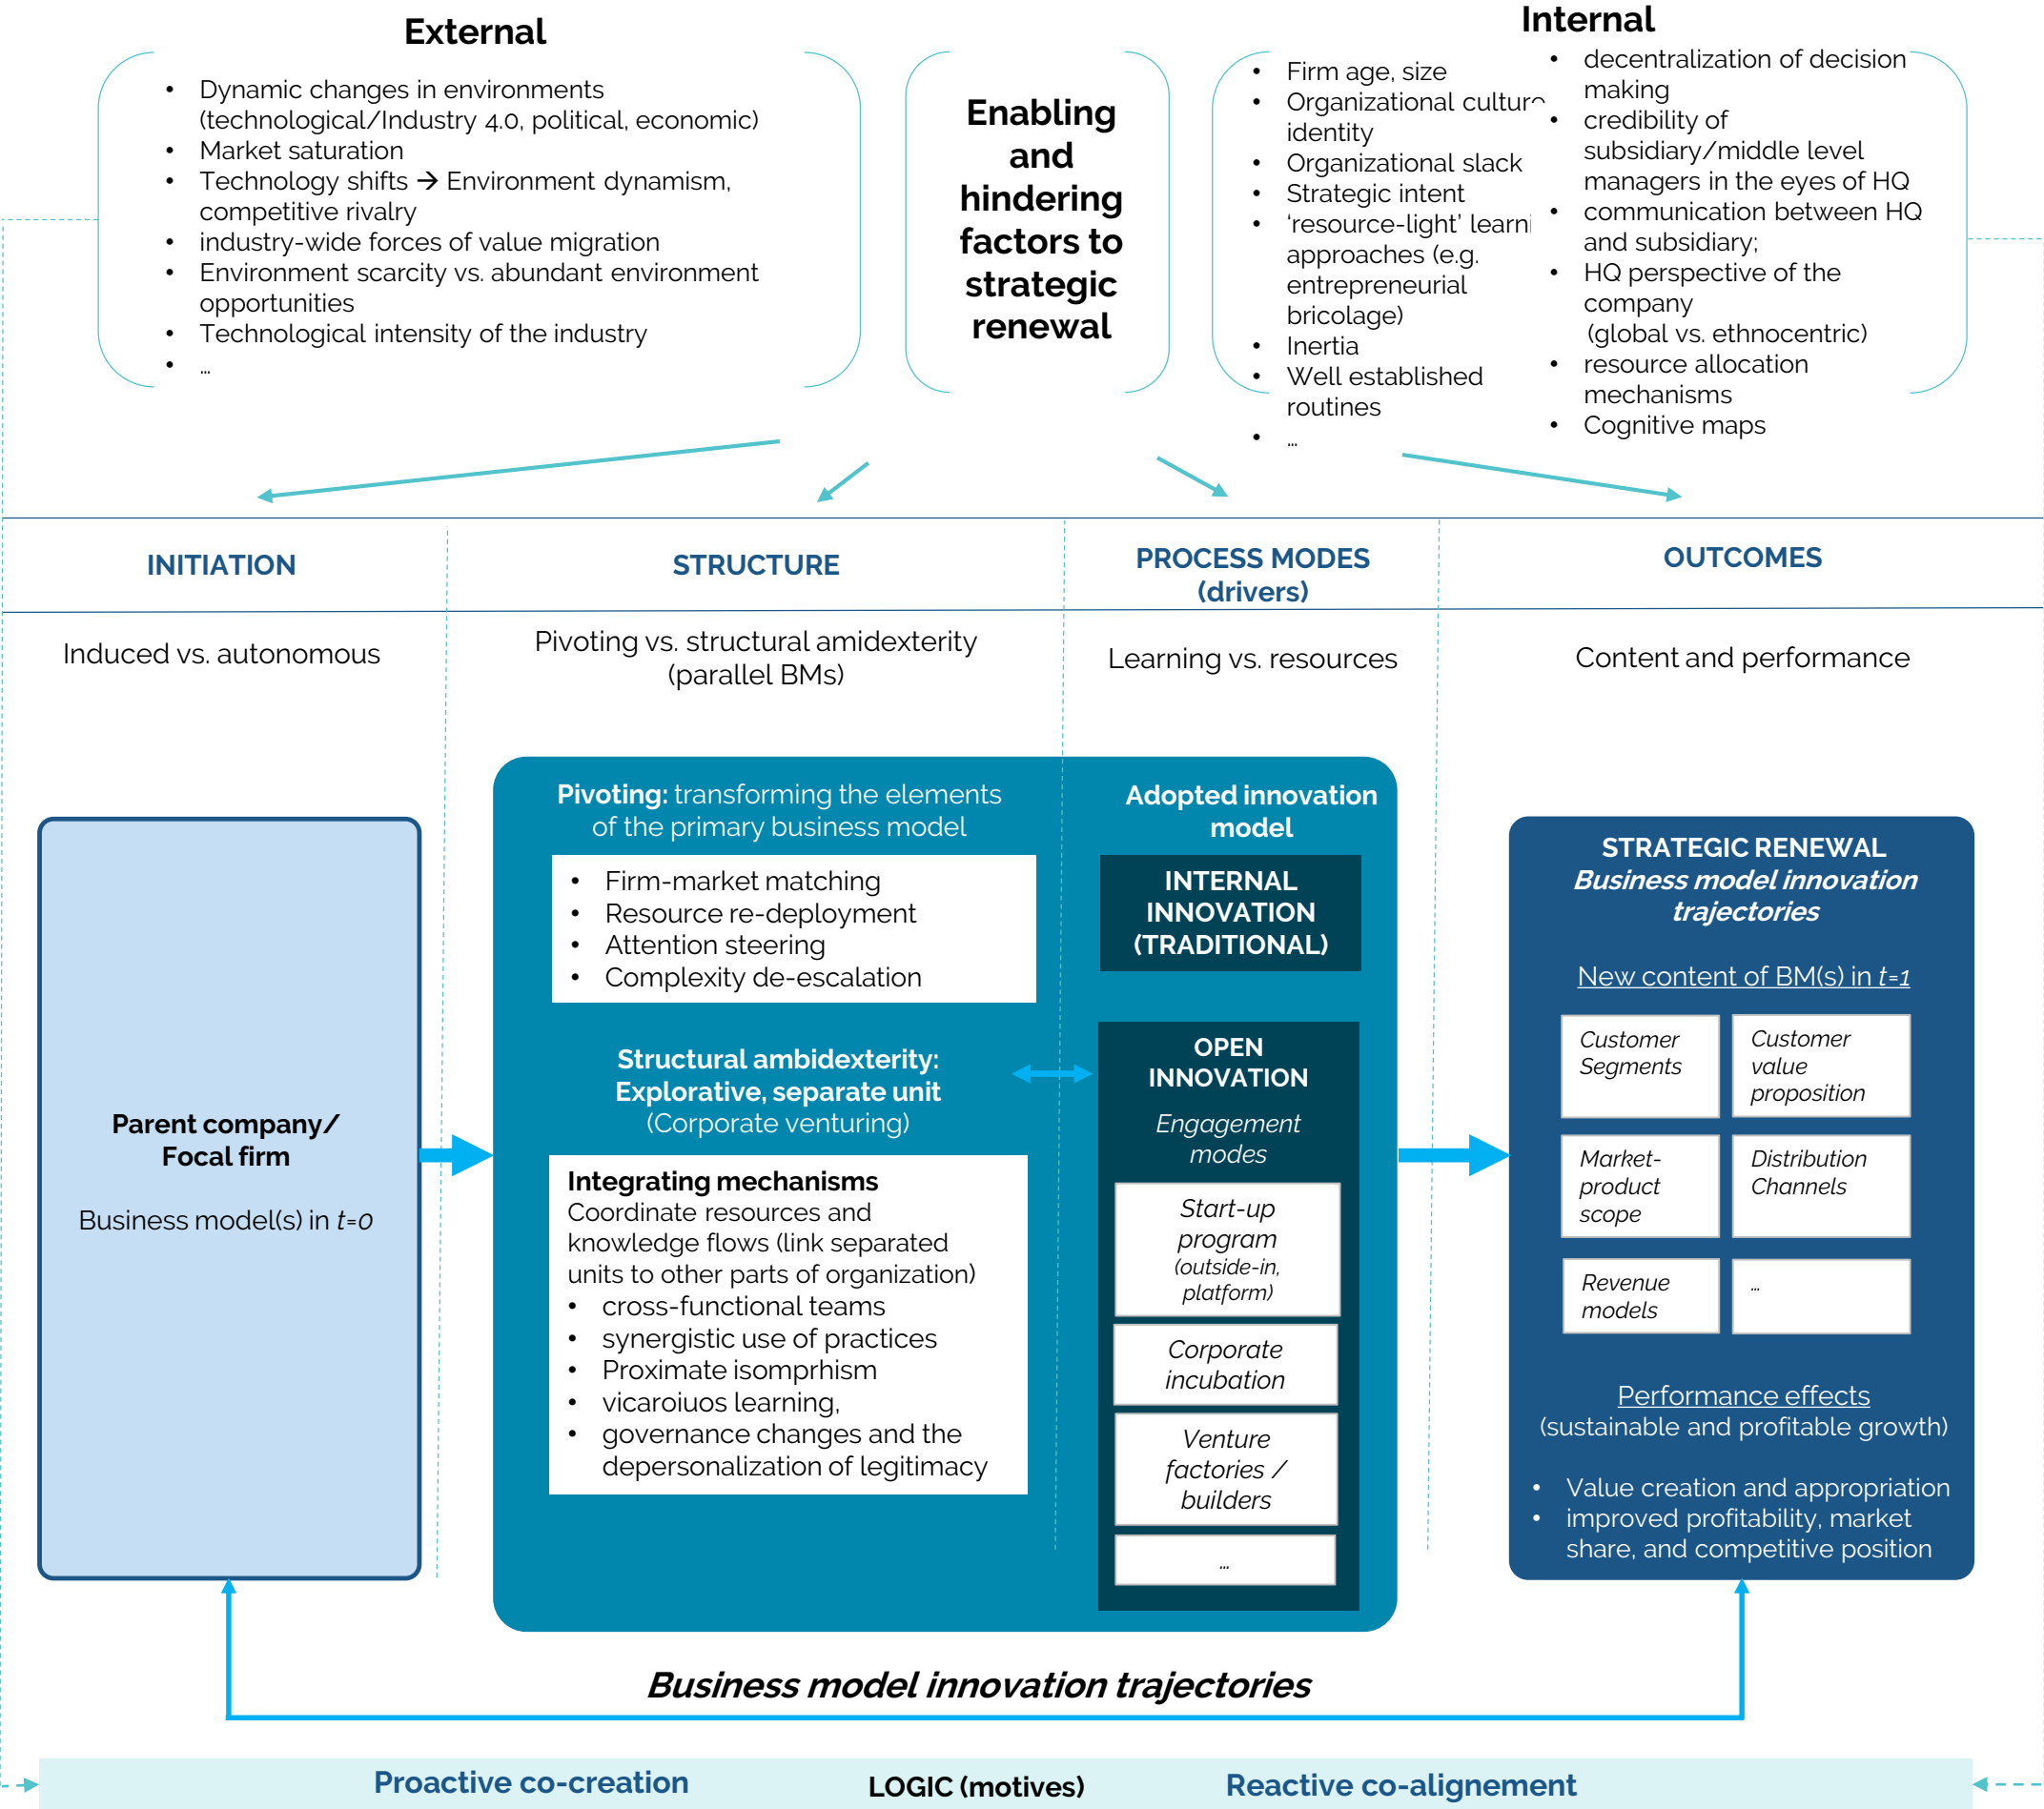 External
• Dynamic changes in environments
(technological/Industry 4.0, political, economic)
• Market saturation
• Technology shifts → Environment dynamism,
competitive rivalry
• industry-wide forces of value migration
• Environment scarcity vs. abundant environment
opportunities
• Technological intensity of the industry
• …
Enabling
and
hindering
factors to
strategic
renewal
Internal
• Firm age, size
• Organizational culture
identity
• Organizational slack
• Strategic intent
• ‘resource-light’ learni
approaches (e.g.
entrepreneurial
bricolage)
• Inertia
• Well established
routines
• …
• decentralization of decision
making
• credibility of
subsidiary/middle level
managers in the eyes of HQ
• communication between HQ
and subsidiary;
• HQ perspective of the
company
(global vs. ethnocentric)
• resource allocation
mechanisms
• Cognitive maps
INITIATION
STRUCTURE
PROCESS MODES
(drivers)
OUTCOMES
Induced vs. autonomous
Pivoting vs. structural amidexterity
(parallel BMs)
Learning vs. resources
Content and performance
Parent company/
Focal firm
Business model(s) in t=0
Pivoting: transforming the elements
of the primary business model
• Firm-market matching
• Resource re-deployment
• Attention steering
• Complexity de-escalation
Structural ambidexterity:
Explorative, separate unit
(Corporate venturing)
Integrating mechanisms
Coordinate resources and
knowledge flows (link separated
units to other parts of organization)
• cross-functional teams
• synergistic use of practices
• Proximate isomprhism
• vicaroiuos learning,
• governance changes and the
depersonalization of legitimacy
Adopted innovation
model
INTERNAL
INNOVATION
(TRADITIONAL)
OPEN
INNOVATION
Engagement
modes
Start-up
program
(outside-in,
platform)
Corporate
incubation
Venture
factories /
builders
…
STRATEGIC RENEWAL
Business model innovation
trajectories
New content of BM(s) in t=1
Customer
Segments
Customer
value
proposition
Market-
product
scope
Distribution
Channels
Revenue
models
…
Performance effects
(sustainable and profitable growth)
• Value creation and appropriation
• improved profitability, market
share, and competitive position
Business model innovation trajectories
Proactive co-creation
LOGIC (motives)
Reactive co-alignement